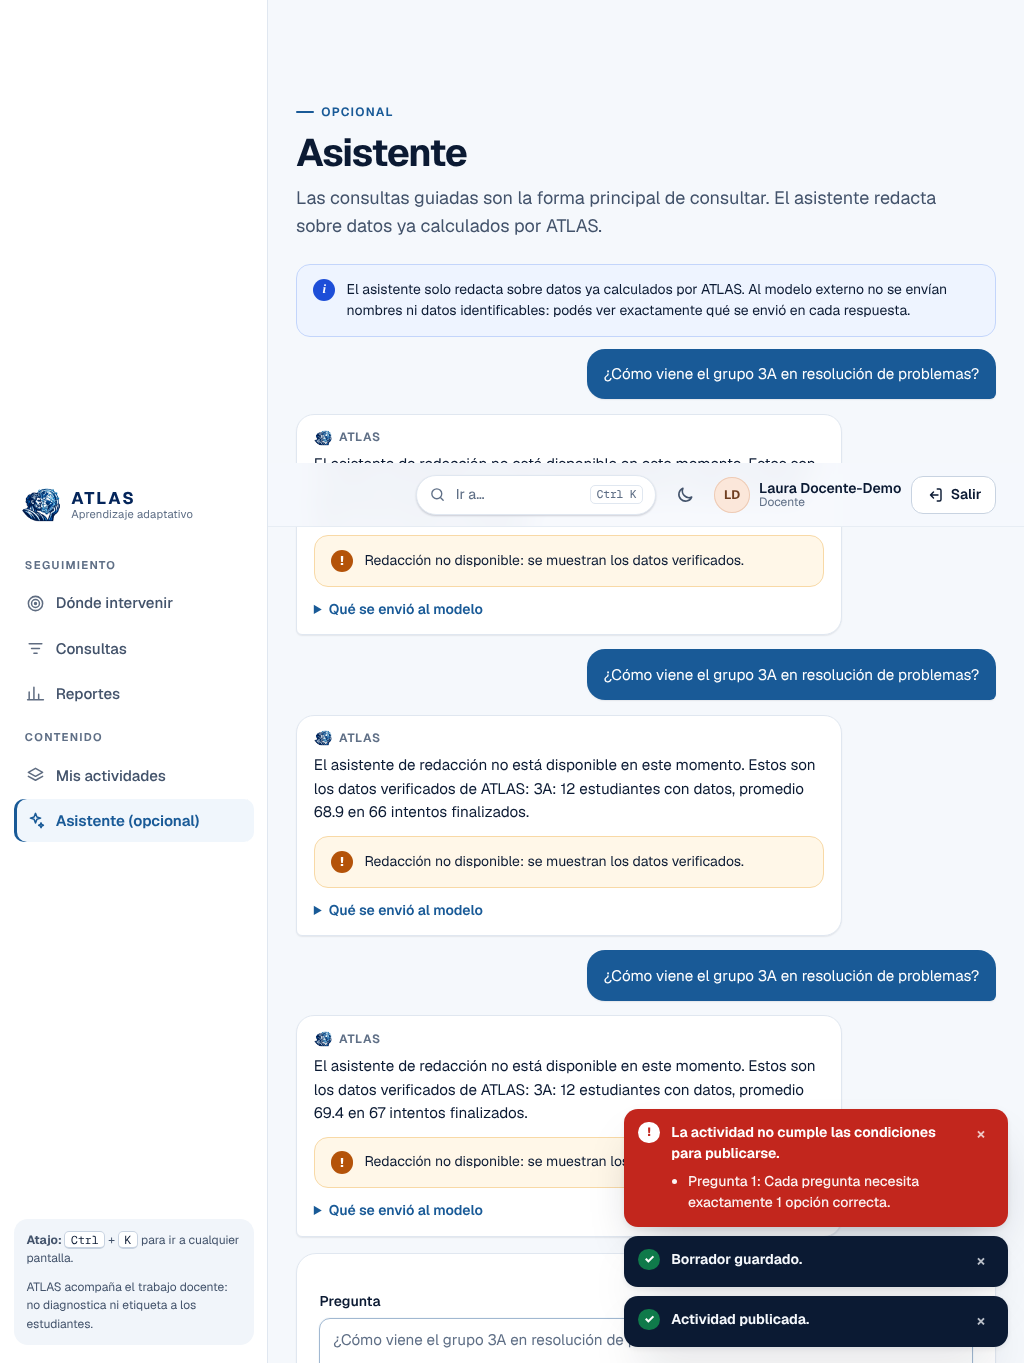 OPCIONAL
Asistente
Las consultas guiadas son la forma principal de consultar. El asistente redacta
sobre datos ya calculados por ATLAS.
i
El asistente solo redacta sobre datos ya calculados por ATLAS. Al modelo externo no se envían
nombres ni datos identificables: podés ver exactamente qué se envió en cada respuesta.
¿Cómo viene el grupo 3A en resolución de problemas?
ATLAS
El asistente de redacción no está disponible en este momento. Estos son
ATLAS
Aprendizaje adaptativo
Ir a...
Ctrl K
LD
Laura Docente-Demo
Docente
Salir
SEGUIMIENTO
Dónde intervenir
Consultas
Reportes
CONTENIDO
Mis actividades
Asistente (opcional)
! Redacción no disponible: se muestran los datos verificados.
Qué se envió al modelo
¿Cómo viene el grupo 3A en resolución de problemas?
ATLAS
El asistente de redacción no está disponible en este momento. Estos son
los datos verificados de ATLAS: 3A: 12 estudiantes con datos, promedio
68.9 en 66 intentos finalizados.
! Redacción no disponible: se muestran los datos verificados.
Qué se envió al modelo
¿Cómo viene el grupo 3A en resolución de problemas?
ATLAS
El asistente de redacción no está disponible en este momento. Estos son
los datos verificados de ATLAS: 3A: 12 estudiantes con datos, promedio
69.4 en 67 intentos finalizados.
! Redacción no disponible: se muestran los
Qué se envió al modelo
Pregunta
¿Cómo viene el grupo 3A en resolución de
! La actividad no cumple las condiciones ×
para publicarse.
• Pregunta 1: Cada pregunta necesita
exactamente 1 opción correcta.
Borrador guardado. ×
Actividad publicada. ×
Atajo: Ctrl + K para ir a cualquier
pantalla.
ATLAS acompaña el trabajo docente:
no diagnostica ni etiqueta a los
estudiantes.